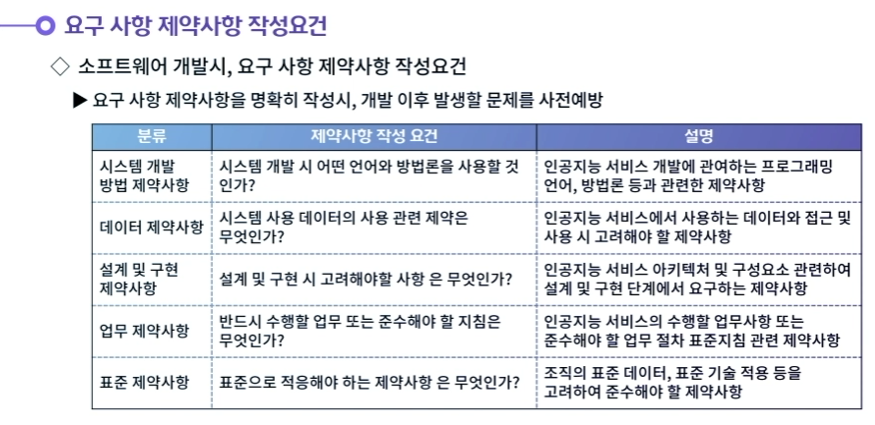 요구 사항 제약사항 작성요건
◇ 소프트웨어 개발시, 요구 사항 제약사항 작성요건
▶ 요구 사항 제약사항을 명확히 작성시, 개발 이후 발생할 문제를 사전예방
분류 제약사항 작성 요건 설명
시스템 개발
방법 제약사항
시스템 개발 시 어떤 언어와 방법론을 사용할 것
인가?
인공지능 서비스 개발에 관여하는 프로그래밍
언어, 방법론 등과 관련한 제약사항
데이터 제약사항
시스템 사용 데이터의 사용 관련 제약은
무엇인가?
인공지능 서비스에서 사용하는 데이터와 접근 및
사용 시 고려해야 할 제약사항
설계 및 구현
제약사항
설계 및 구현 시 고려해야할 사항 은 무엇인가?
인공지능 서비스 아키텍처 및 구성요소 관련하여
설계 및 구현 단계에서 요구하는 제약사항
업무 제약사항
반드시 수행할 업무 또는 준수해야 할 지침은
무엇인가?
인공지능 서비스의 수행할 업무사항 또는
준수해야 할 업무 절차 표준지침 관련 제약사항
표준 제약사항
표준으로 적응해야 하는 제약사항 은 무엇인가?
조직의 표준 데이터, 표준 기술 적용 등을
고려하여 준수해야 할 제약사항